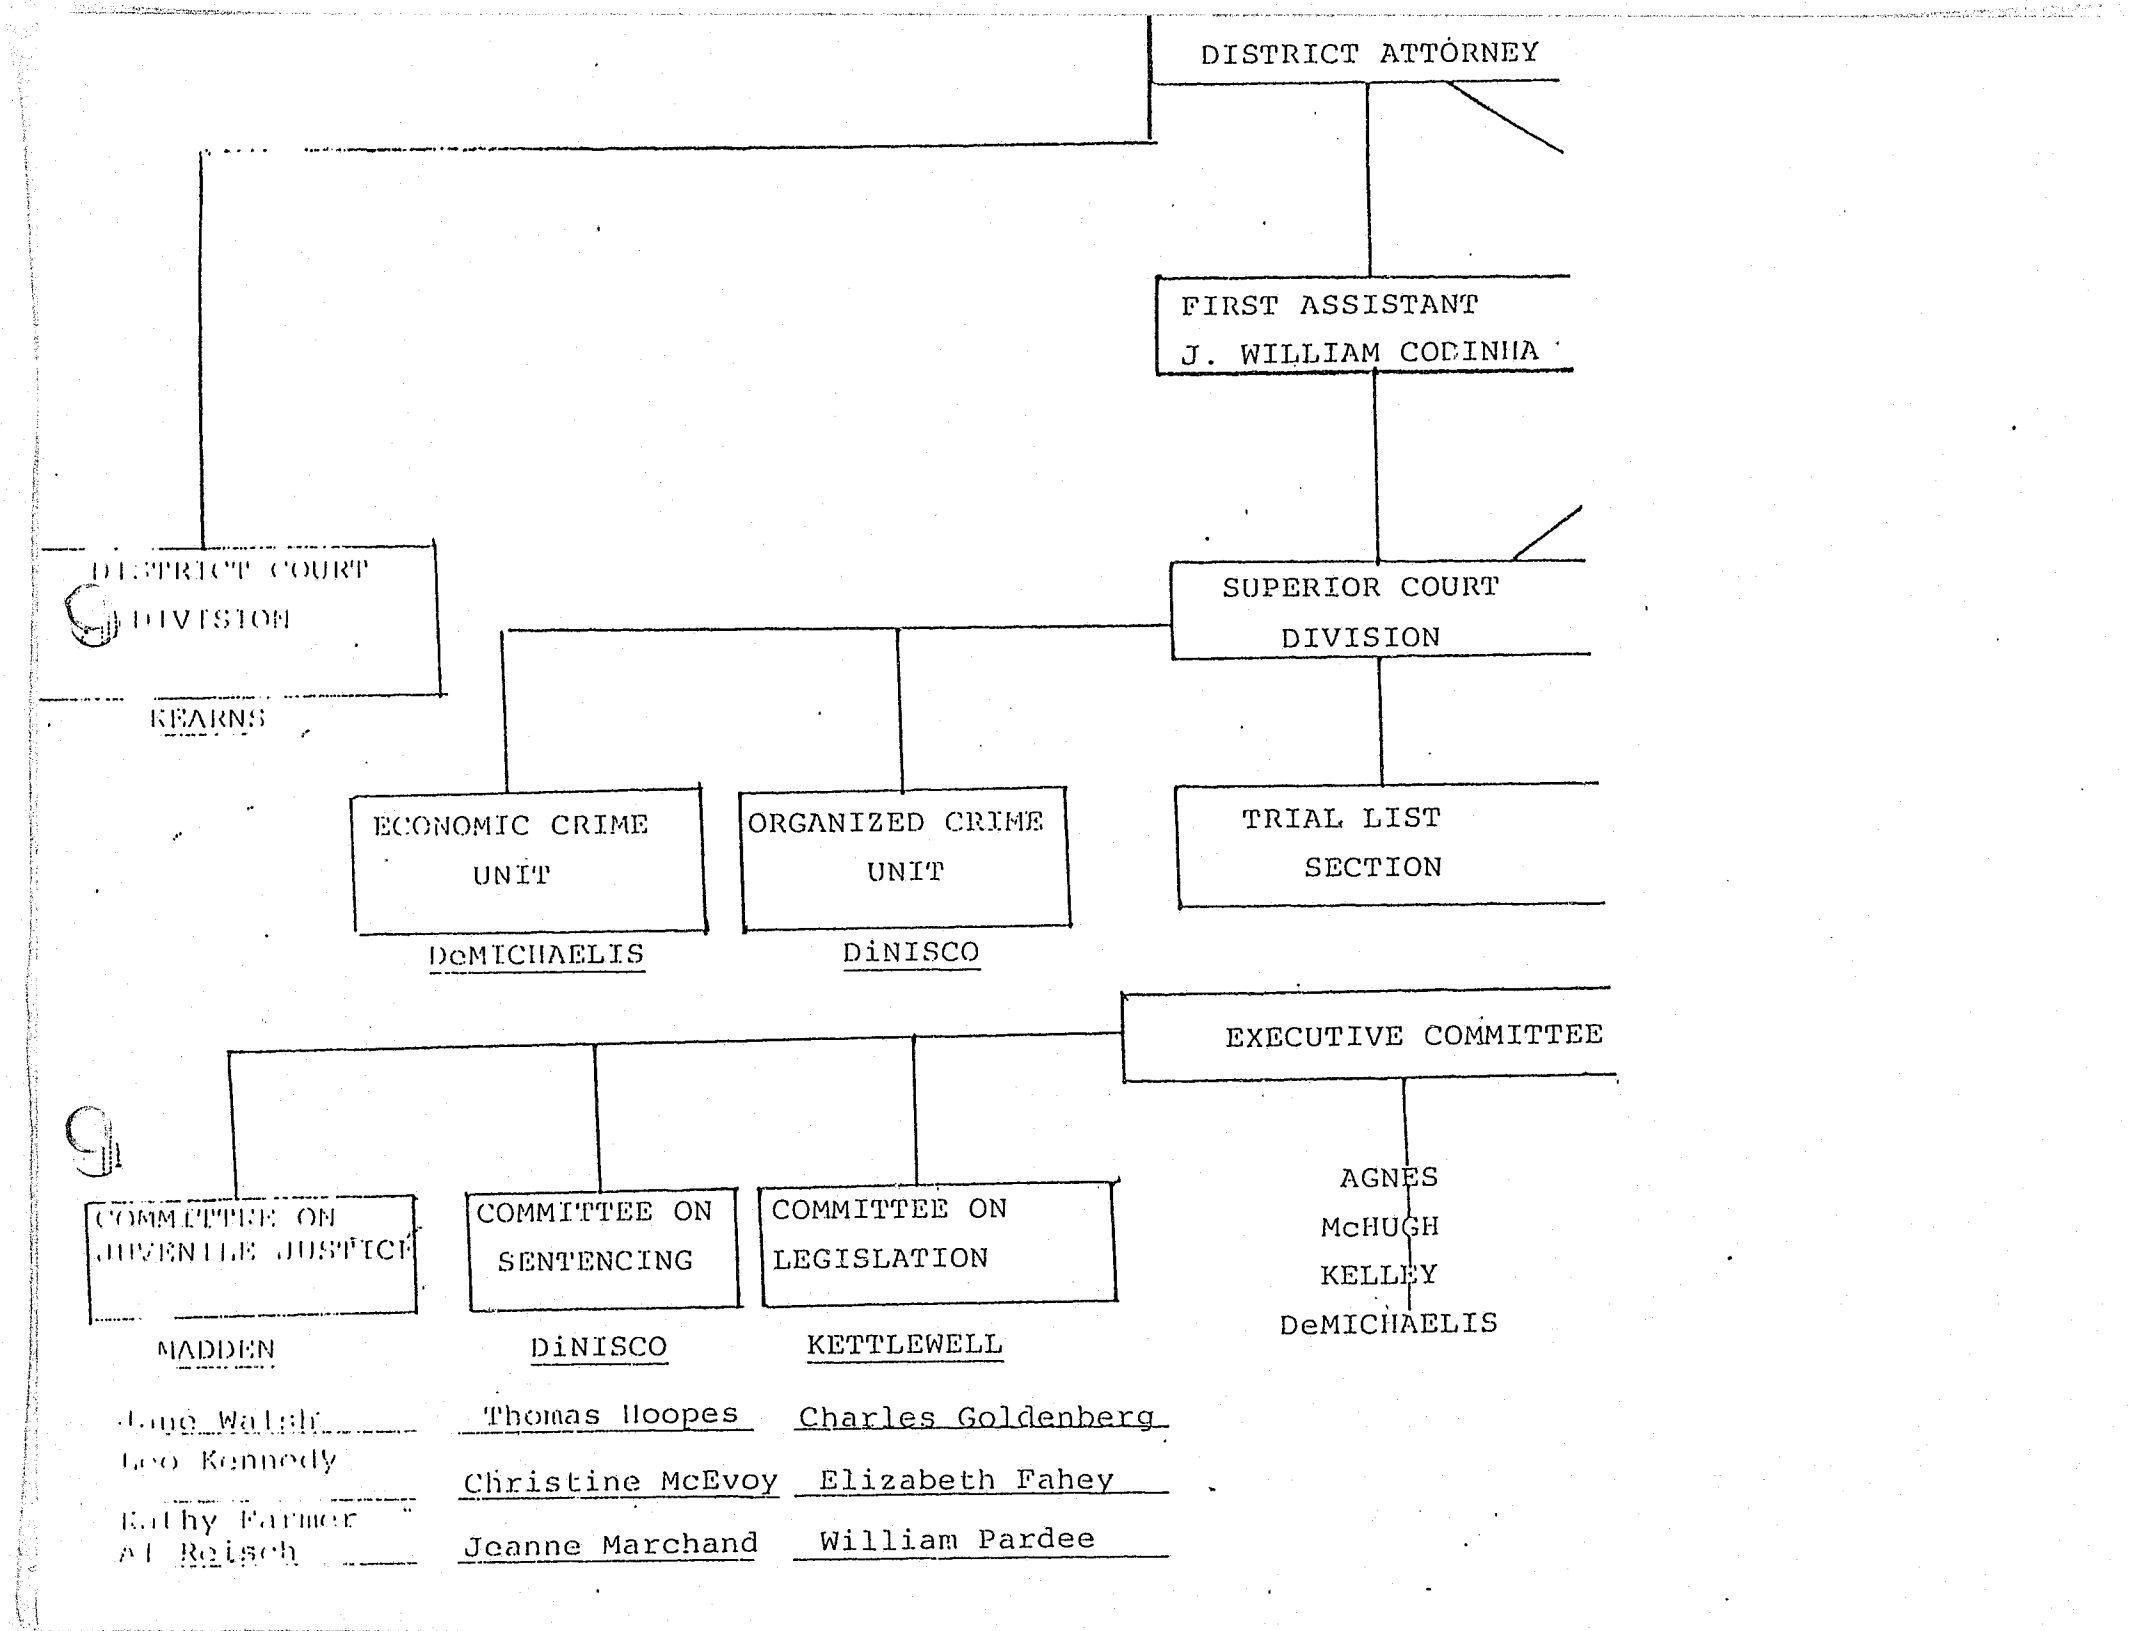 DISTRICT ATTORNEY
FIRST ASSISTANT
J. WILLIAM CODINHA
DISTRICT COURT
DIVISION
KEARNS
SUPERIOR COURT
DIVISION
ECONOMIC CRIME
UNIT
DeMICHAELIS
ORGANIZED CRIME
UNIT
DiNISCO
TRIAL LIST
SECTION
EXECUTIVE COMMITTEE
AGNES
McHUGH
KELLEY
DeMICHAELIS
COMMITTEE ON
JUVENILE JUSTICE
MADDEN
Jane Walsh
Leo Kennedy
Kathy Farmer
Al Reisch
COMMITTEE ON
SENTENCING
DiNISCO
Thomas Hoopes
Christine McEvoy
Jeanne Marchand
COMMITTEE ON
LEGISLATION
KETTLEWELL
Charles Goldenberg
Elizabeth Fahey
William Pardee